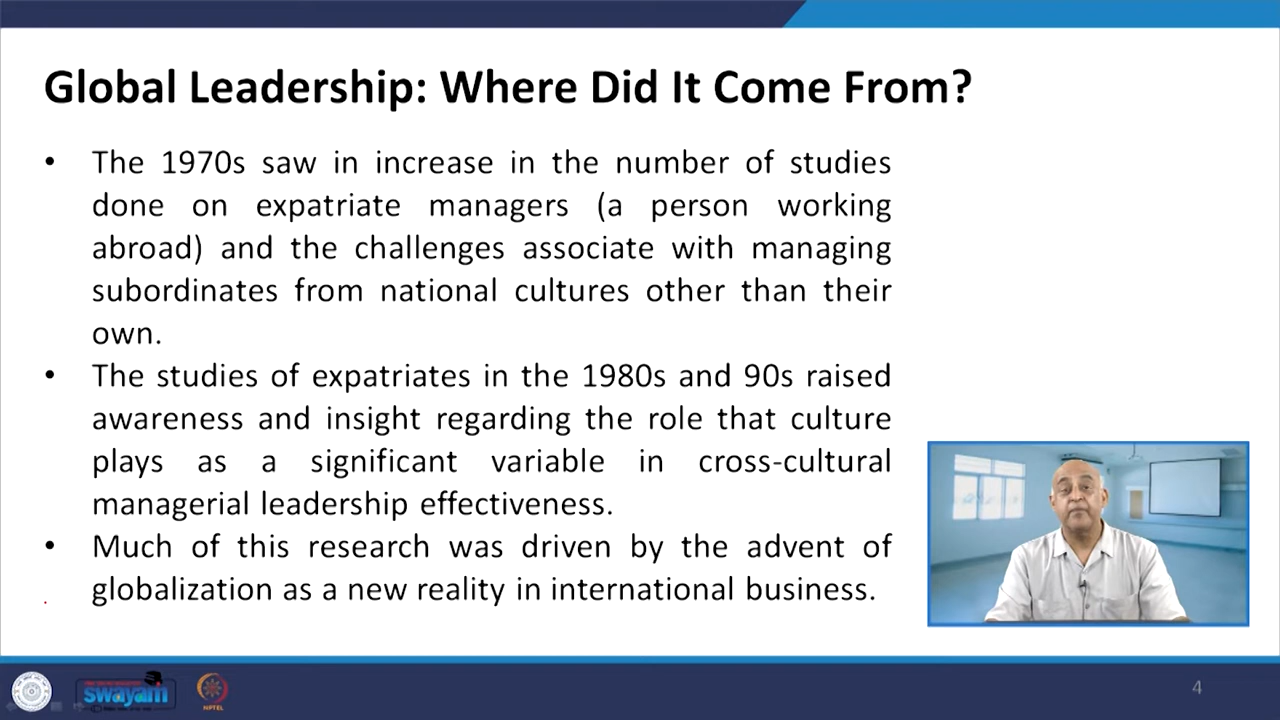 Global Leadership: Where Did It Come From?
• The 1970s saw in increase in the number of studies
done on expatriate managers (a person working
abroad) and the challenges associate with managing
subordinates from national cultures other than their
own.
• The studies of expatriates in the 1980s and 90s raised
awareness and insight regarding the role that culture
plays as a significant variable in cross-cultural
managerial leadership effectiveness.
• Much of this research was driven by the advent of
globalization as a new reality in international business.
swayam
NPTEL
4